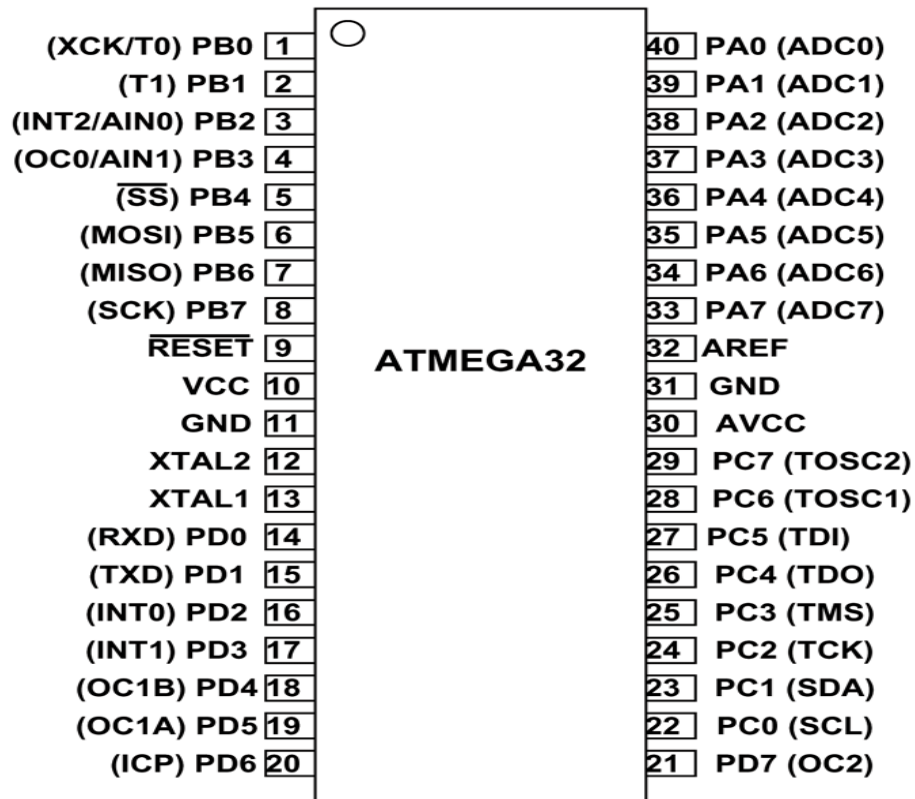 (XCK/T0) PB0 1
(T1) PB1 2
(INT2/AIN0) PB2 3
(OC0/AIN1) PB3 4
(SS) PB4 5
(MOSI) PB5 6
(MISO) PB6 7
(SCK) PB7 8
RESET 9
VCC 10
GND 11
XTAL2 12
XTAL1 13
(RXD) PD0 14
(TXD) PD1 15
(INT0) PD2 16
(INT1) PD3 17
(OC1B) PD4 18
(OC1A) PD5 19
(ICP) PD6 20
ATMEGA32
40 PA0 (ADC0)
39 PA1 (ADC1)
38 PA2 (ADC2)
37 PA3 (ADC3)
36 PA4 (ADC4)
35 PA5 (ADC5)
34 PA6 (ADC6)
33 PA7 (ADC7)
32 AREF
31 GND
30 AVCC
29 PC7 (TOSC2)
28 PC6 (TOSC1)
27 PC5 (TDI)
26 PC4 (TDO)
25 PC3 (TMS)
24 PC2 (TCK)
23 PC1 (SDA)
22 PC0 (SCL)
21 PD7 (OC2)